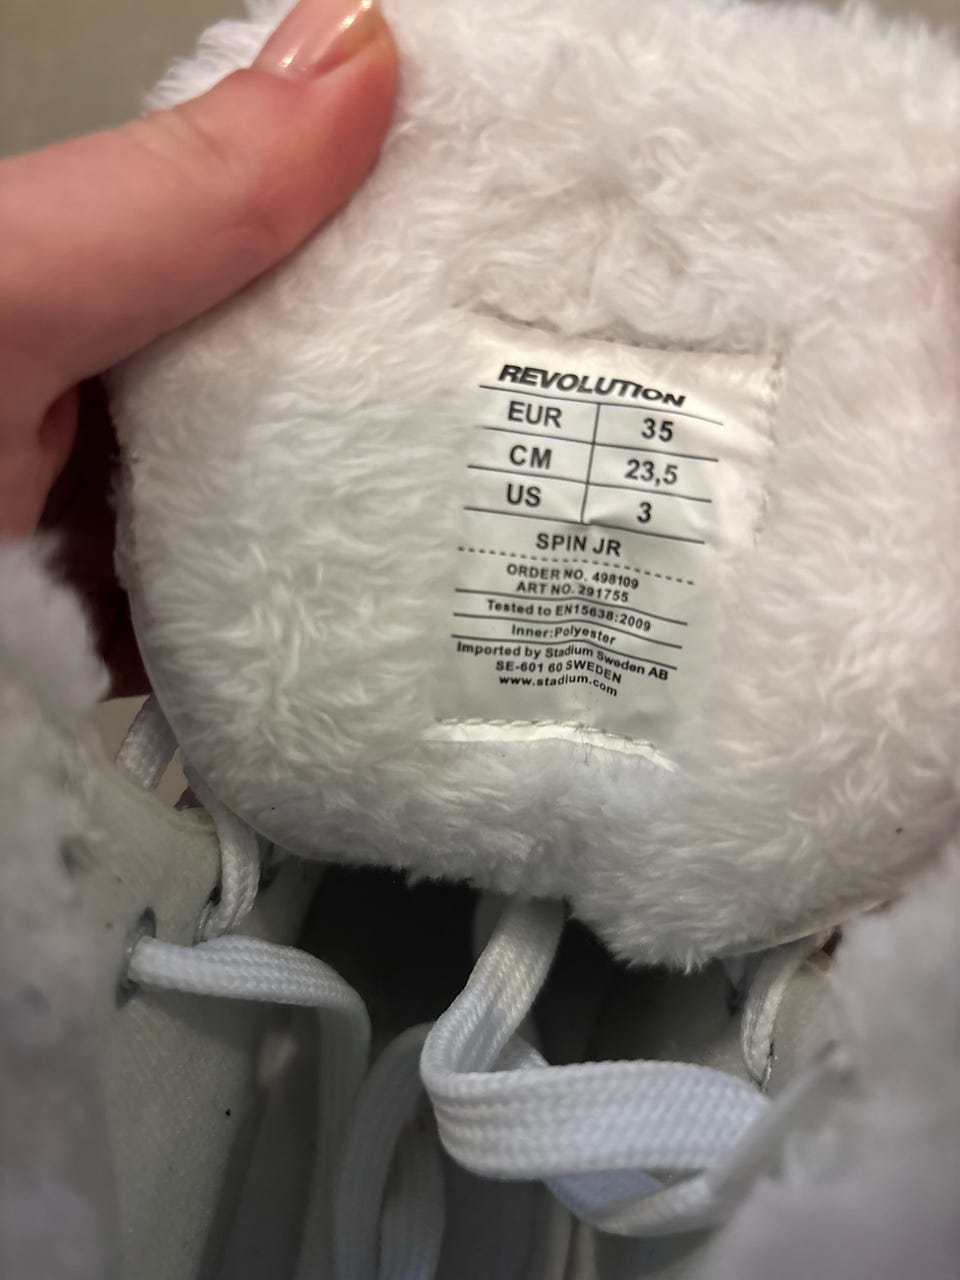 REVOLUTION
EUR 35
CM 23,5
US 3
SPIN JR
ORDER NO. 498109
ART NO. 291755
Tested to EN15638:2009
Inner:Polyester
Imported by Stadium Sweden AB
SE-601 60 SWEDEN
www.stadium.com